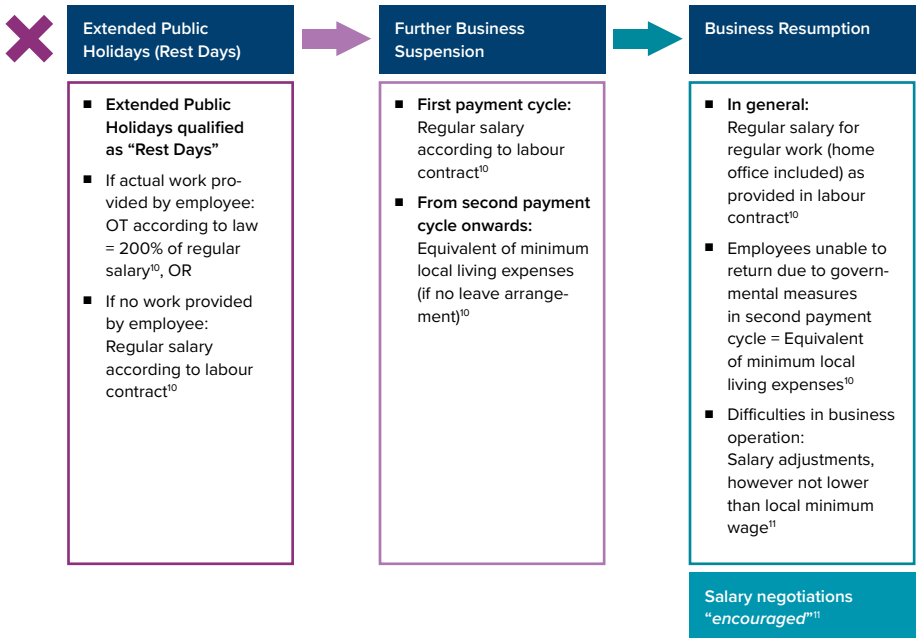 Extended Public
Holidays (Rest Days)
■ Extended Public
Holidays qualified
as “Rest Days”
■ If actual work pro-
vided by employee:
OT according to law
= 200% of regular
salary¹⁰, OR
■ If no work provided
by employee:
Regular salary
according to labour
contract¹⁰
Further Business
Suspension
■ First payment cycle:
Regular salary
according to labour
contract¹⁰
■ From second payment
cycle onwards:
Equivalent of minimum
local living expenses
(if no leave arrange-
ment)¹⁰
Business Resumption
■ In general:
Regular salary for
regular work (home
office included) as
provided in labour
contract¹⁰
■ Employees unable to
return due to govern-
mental measures
in second payment
cycle = Equivalent
of minimum local
living expenses¹⁰
■ Difficulties in business
operation:
Salary adjustments,
however not lower
than local minimum
wage¹¹
Salary negotiations
“encouraged”¹¹